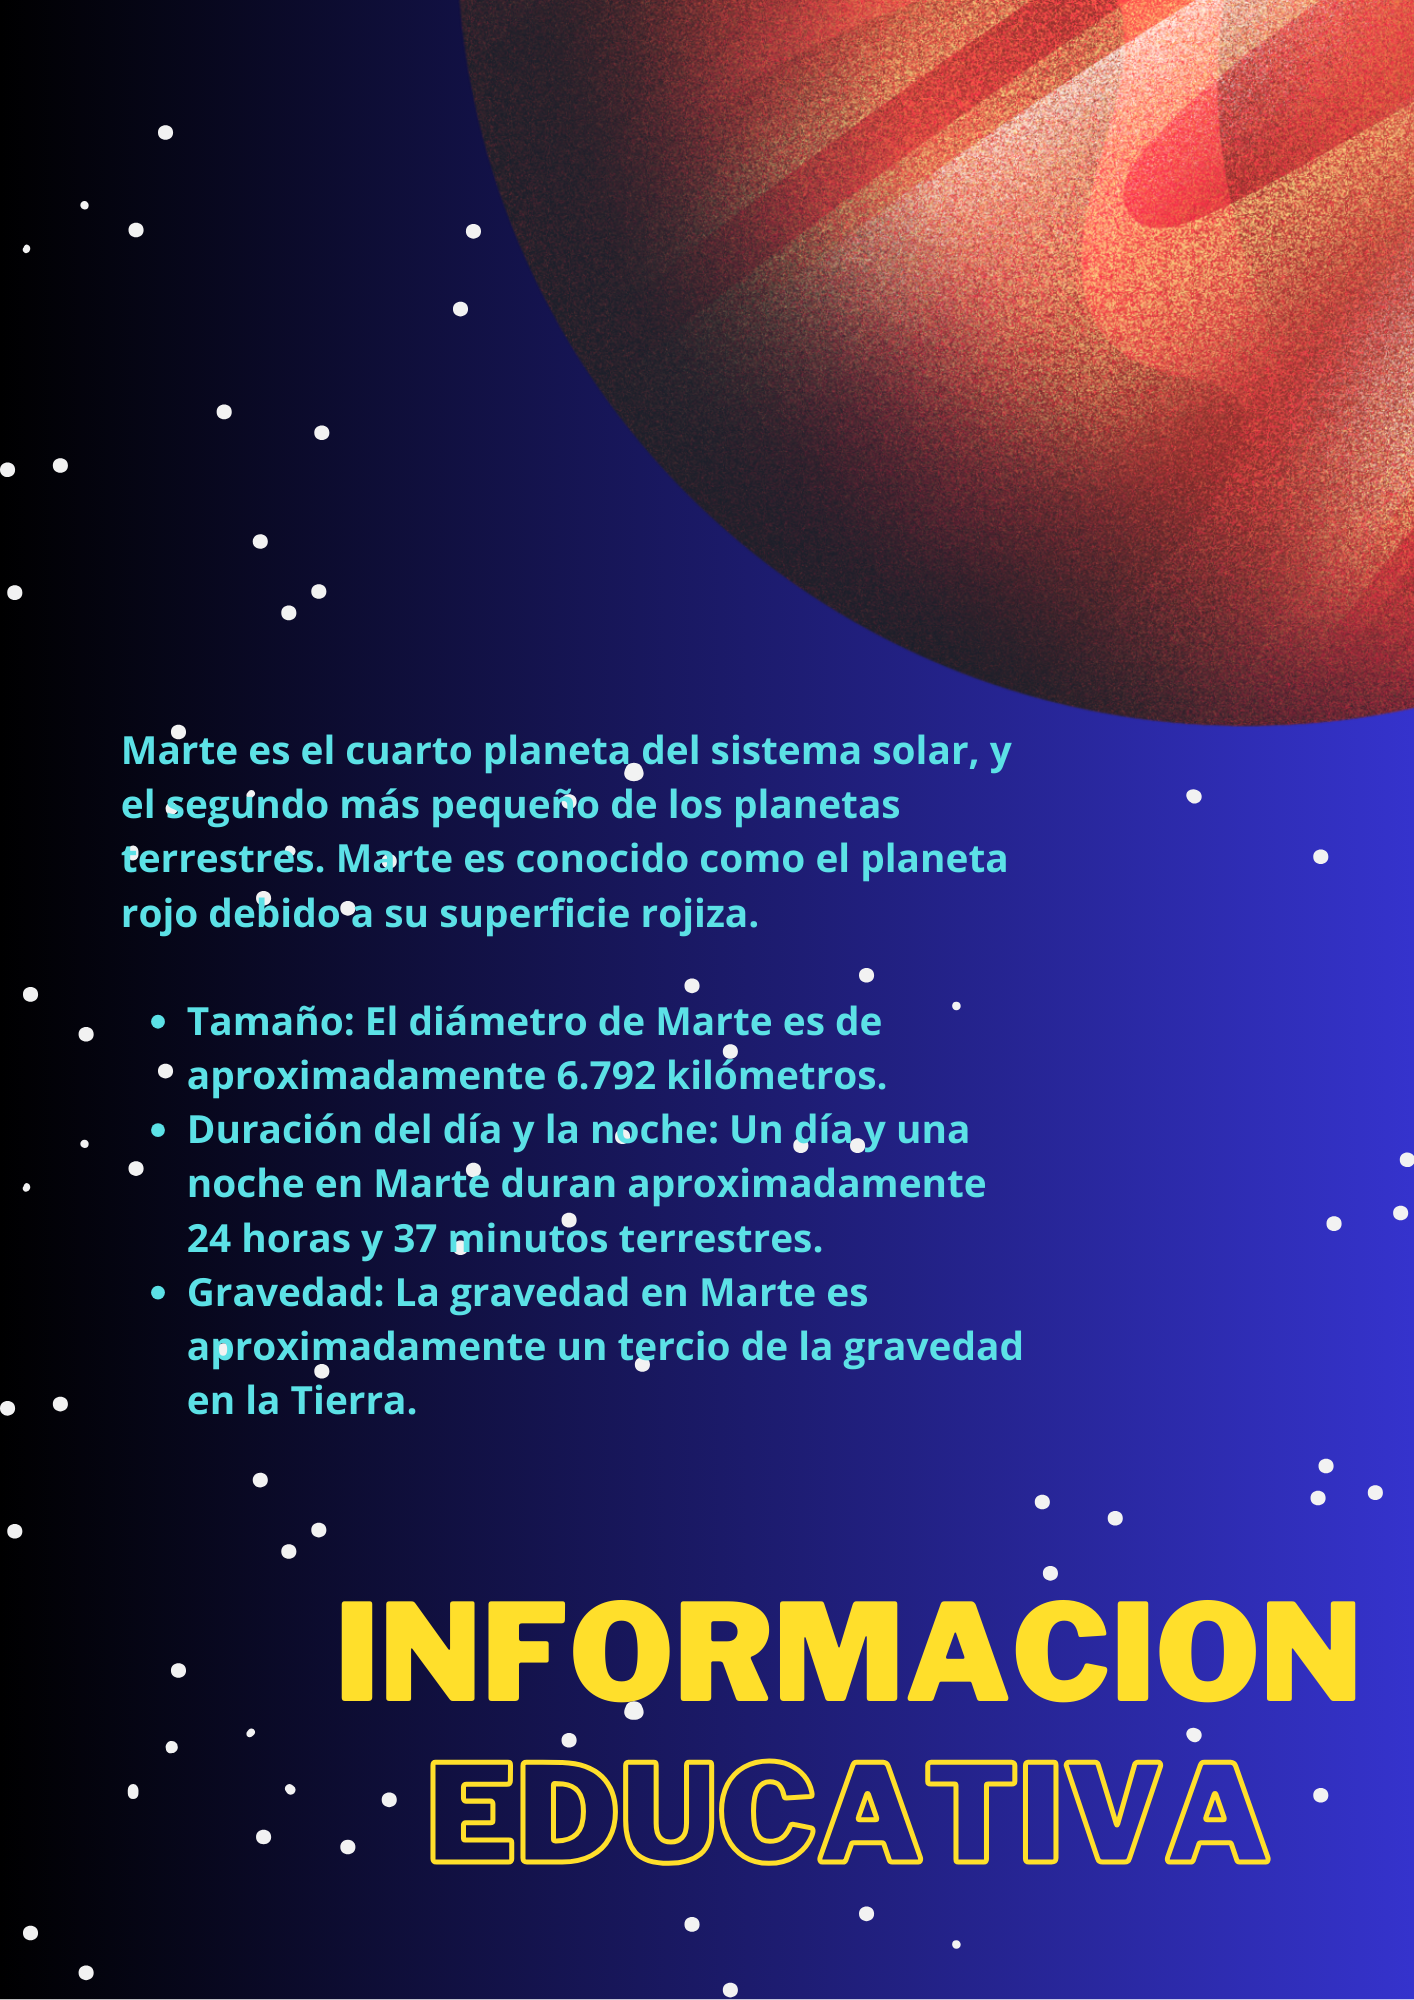 Marte es el cuarto planeta del sistema solar, y
el segundo más pequeño de los planetas
terrestres. Marte es conocido como el planeta
rojo debido a su superficie rojiza.
• Tamaño: El diámetro de Marte es de
aproximadamente 6.792 kilómetros.
• Duración del día y la noche: Un día y una
noche en Marte duran aproximadamente
24 horas y 37 minutos terrestres.
• Gravedad: La gravedad en Marte es
aproximadamente un tercio de la gravedad
en la Tierra.
INFORMACION
EDUCATIVA